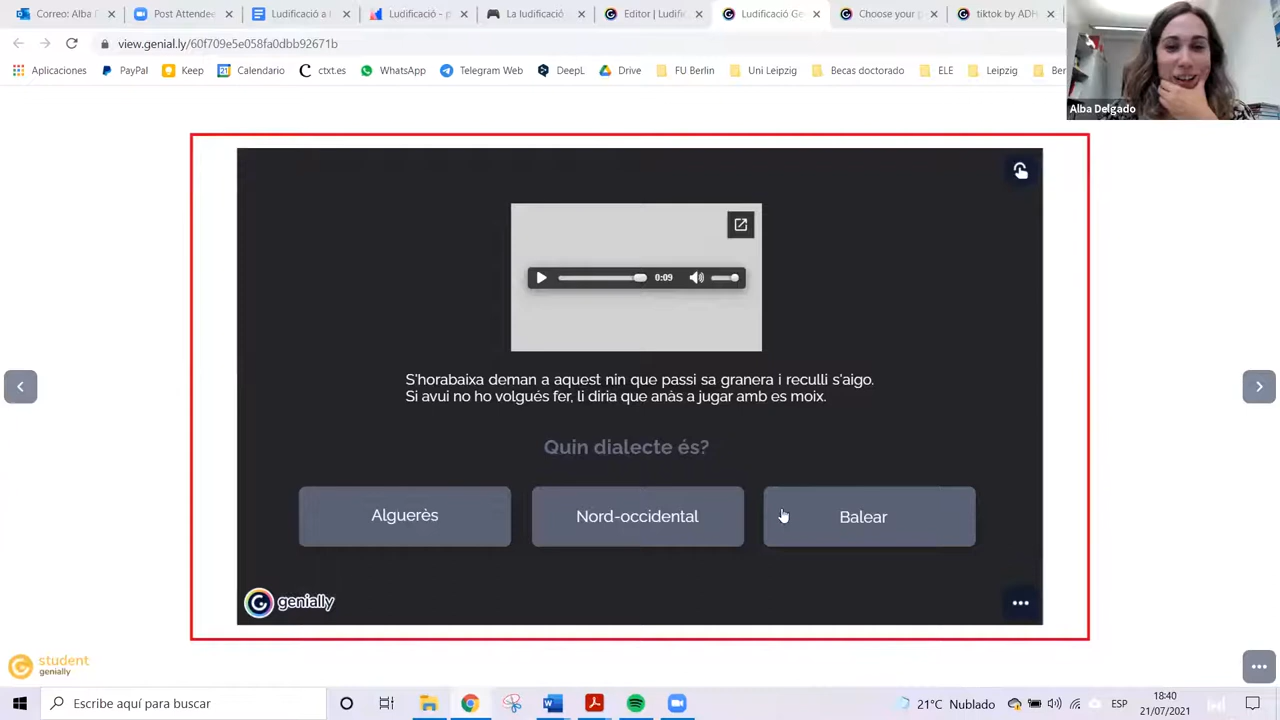 Correo: Alba D
Post Attendee
Ludificació a l
Ludificació - p
La ludificació
Editor | Ludific
Ludificació Ge
Choose your p
tiktok by ADH
view.genial.ly/60f709e5e058fa0dbb92671b
Aplicaciones
PayPal
Keep
Calendario
ctxt.es
WhatsApp
Telegram Web
DeepL
Drive
FU Berlin
Uni Leipzig
Becas doctorado
ELE
Leipzig
Ber
Alba Delgado
0:09
S'horabaixa deman a aquest nin que passi sa granera i reculli s'aigo.
Si avui no ho volgués fer, li diria que anàs a jugar amb es moix.
Quin dialecte és?
Alguerès
Nord-occidental
Balear
genially
student
genially
Escribe aquí para buscar
21°C Nublado
ESP
18:40
21/07/2021